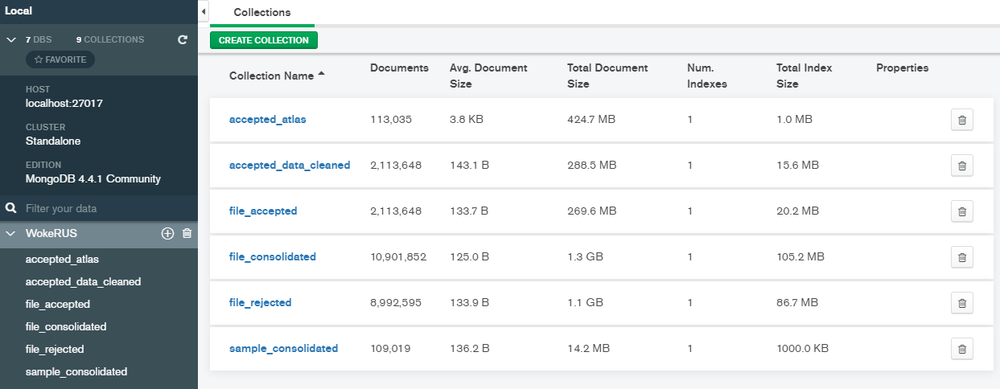 Local
7 DBS 9 COLLECTIONS
FAVORITE
HOST
localhost:27017
CLUSTER
Standalone
EDITION
MongoDB 4.4.1 Community
Filter your data
WokeRUS
accepted_atlas
accepted_data_cleaned
file_accepted
file_consolidated
file_rejected
sample_consolidated
Collections
CREATE COLLECTION
Collection Name Documents Avg. Document Size Total Document Size Num. Indexes Total Index Size Properties
accepted_atlas 113,035 3.8 KB 424.7 MB 1 1.0 MB
accepted_data_cleaned 2,113,648 143.1 B 288.5 MB 1 15.6 MB
file_accepted 2,113,648 133.7 B 269.6 MB 1 20.2 MB
file_consolidated 10,901,852 125.0 B 1.3 GB 1 105.2 MB
file_rejected 8,992,595 133.9 B 1.1 GB 1 86.7 MB
sample_consolidated 109,019 136.2 B 14.2 MB 1 1000.0 KB